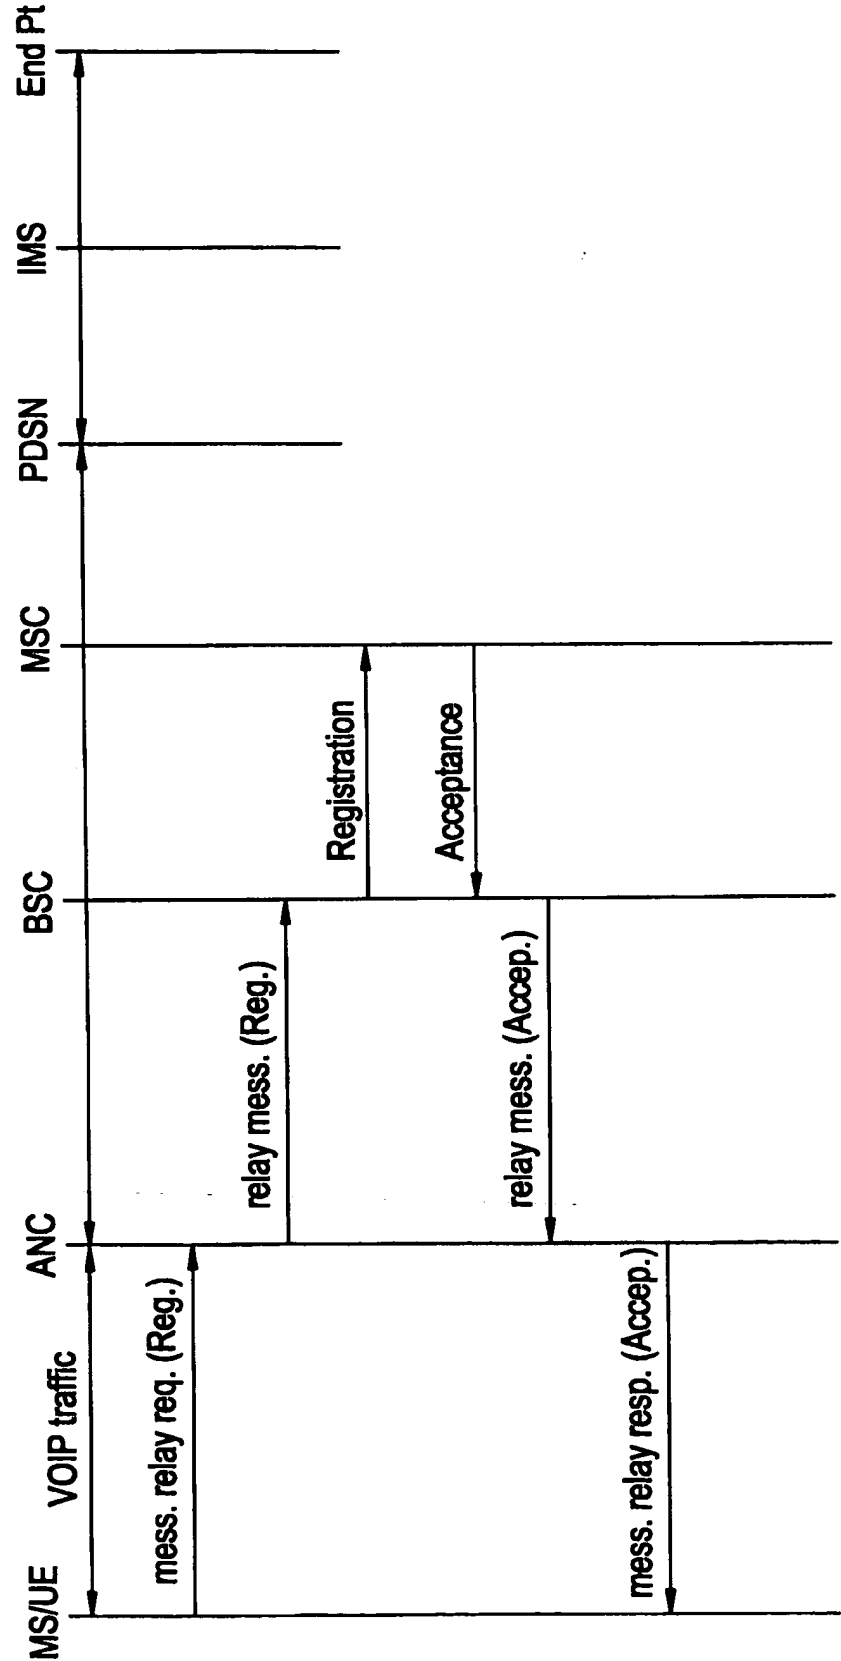 MS/UE
ANC
BSC
MSC
PDSN
IMS
End Pt
VOIP traffic
mess. relay req. (Reg.)
relay mess. (Reg.)
Registration
Acceptance
relay mess. (Accep.)
mess. relay resp. (Accep.)